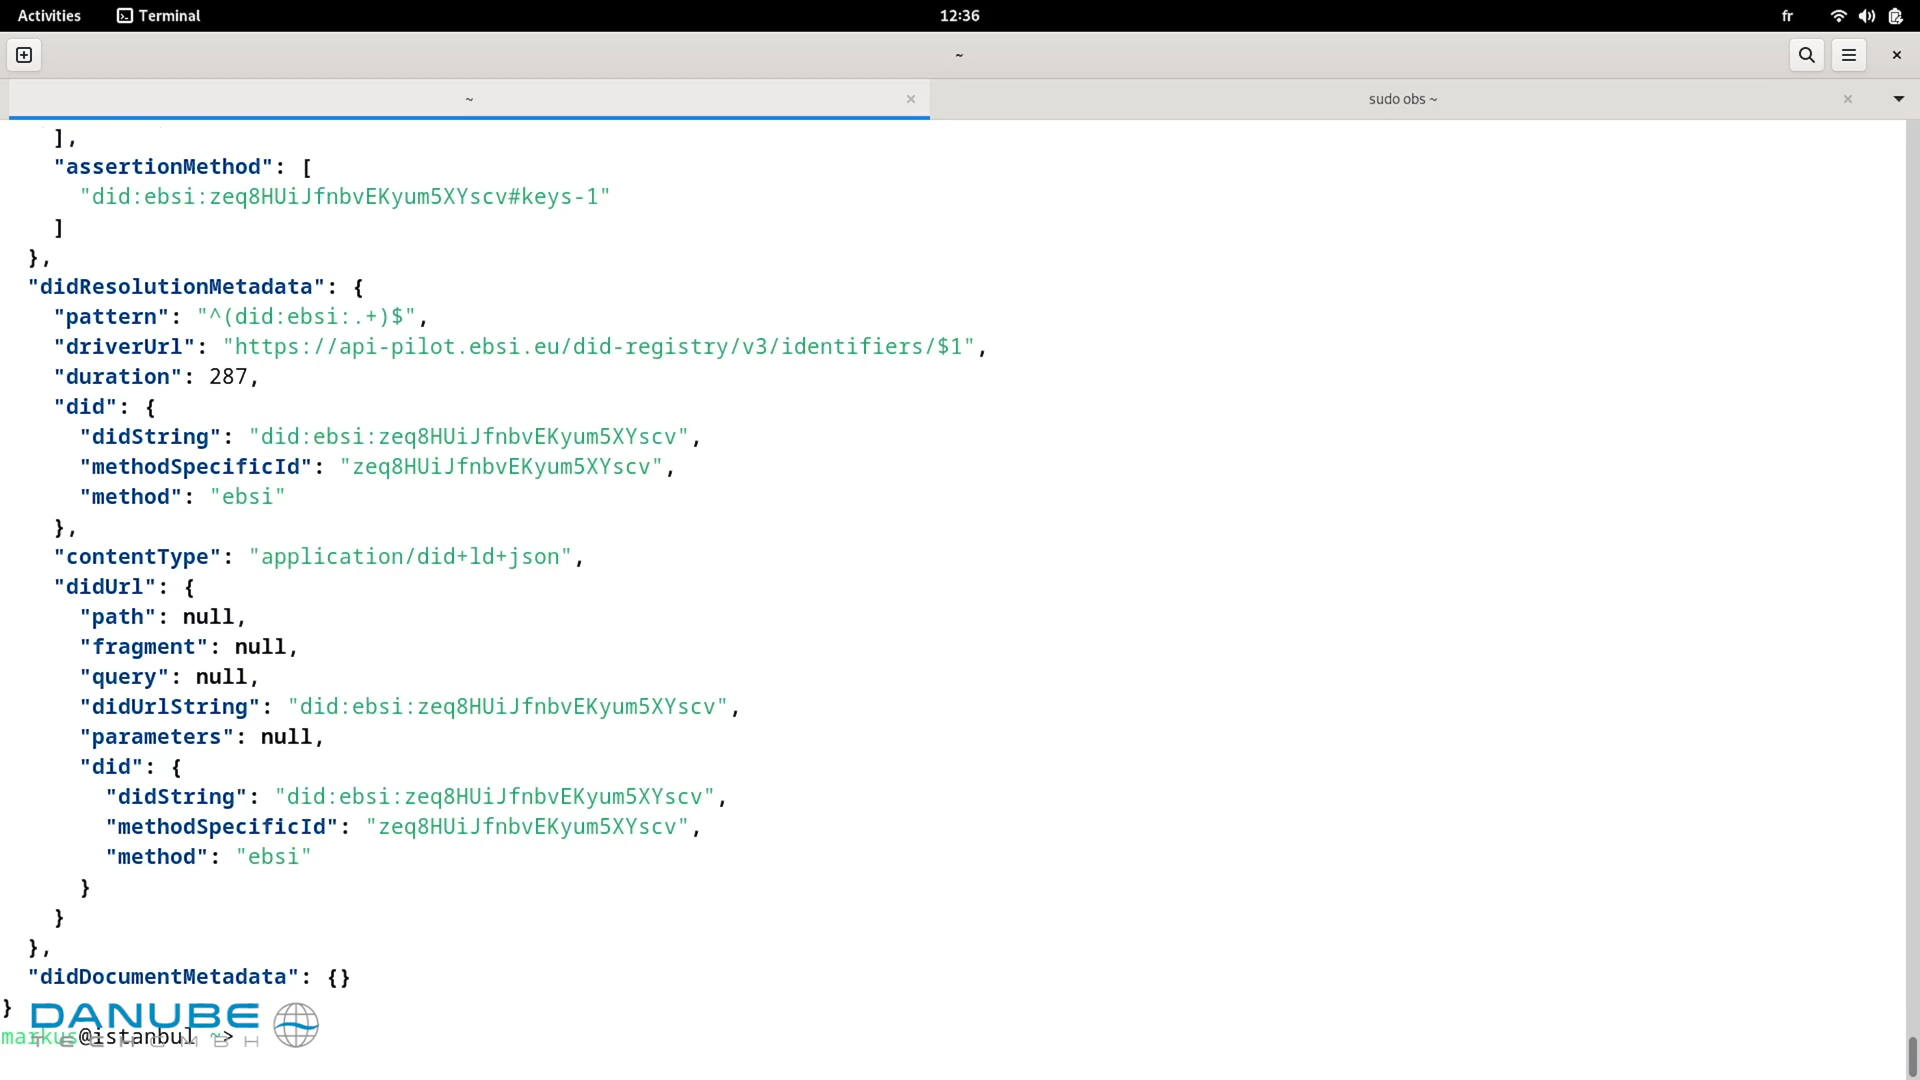 Activities Terminal 12:36 fr
~
~ sudo obs ~
],
"assertionMethod": [
"did:ebsi:zeq8HUiJfnbvEKyum5XYscv#keys-1"
]
},
"didResolutionMetadata": {
"pattern": "^(did:ebsi:.+)$",
"driverUrl": "https://api-pilot.ebsi.eu/did-registry/v3/identifiers/$1",
"duration": 287,
"did": {
"didString": "did:ebsi:zeq8HUiJfnbvEKyum5XYscv",
"methodSpecificId": "zeq8HUiJfnbvEKyum5XYscv",
"method": "ebsi"
},
"contentType": "application/did+ld+json",
"didUrl": {
"path": null,
"fragment": null,
"query": null,
"didUrlString": "did:ebsi:zeq8HUiJfnbvEKyum5XYscv",
"parameters": null,
"did": {
"didString": "did:ebsi:zeq8HUiJfnbvEKyum5XYscv",
"methodSpecificId": "zeq8HUiJfnbvEKyum5XYscv",
"method": "ebsi"
}
}
},
"didDocumentMetadata": {}
}
DANUBE
TECH GMBH
markus@istanbul ~>